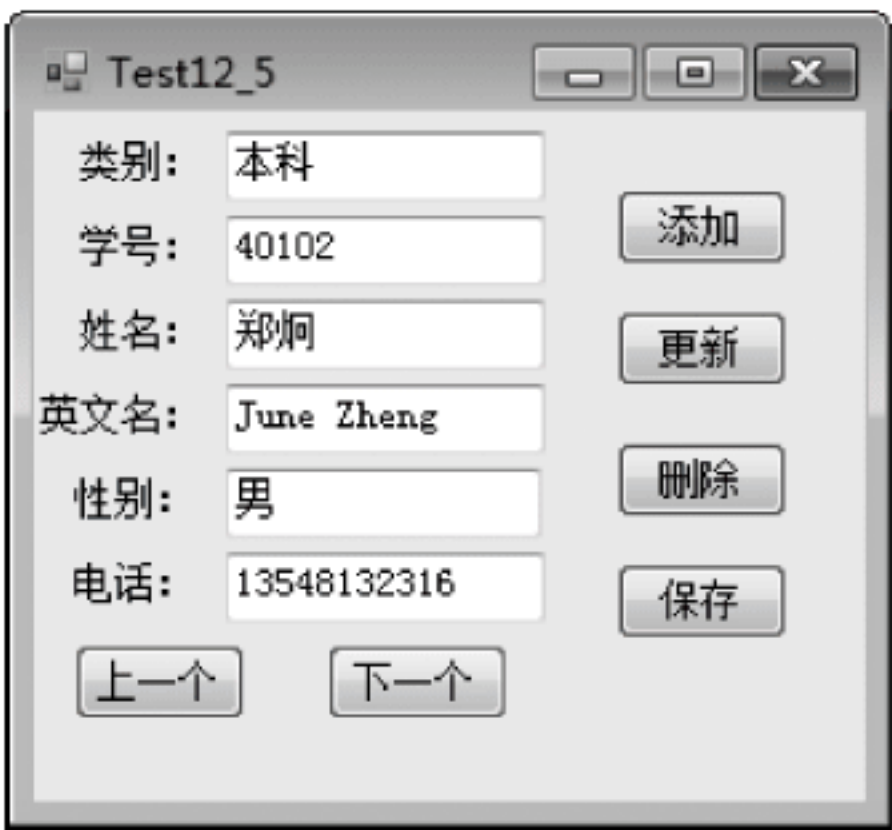 Test12_5
类别： 本科
添加
学号： 40102
姓名： 郑炯
更新
英文名： June Zheng
性别： 男
删除
电话： 13548132316
保存
上一个 下一个